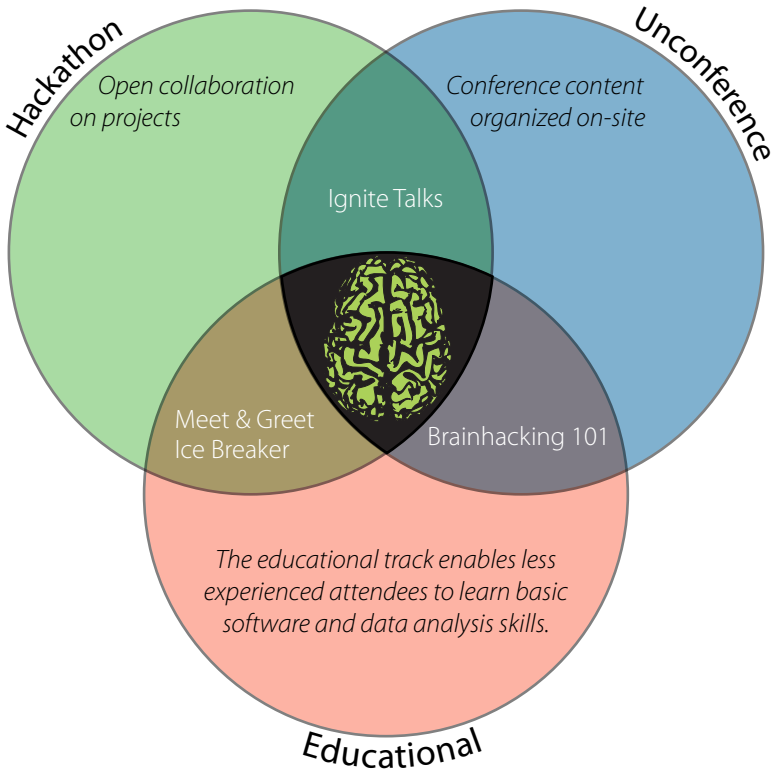 Hackathon
Unconference
Open collaboration
on projects
Conference content
organized on-site
Ignite Talks
Meet & Greet
Ice Breaker
Brainhacking 101
The educational track enables less
experienced attendees to learn basic
software and data analysis skills.
Educational